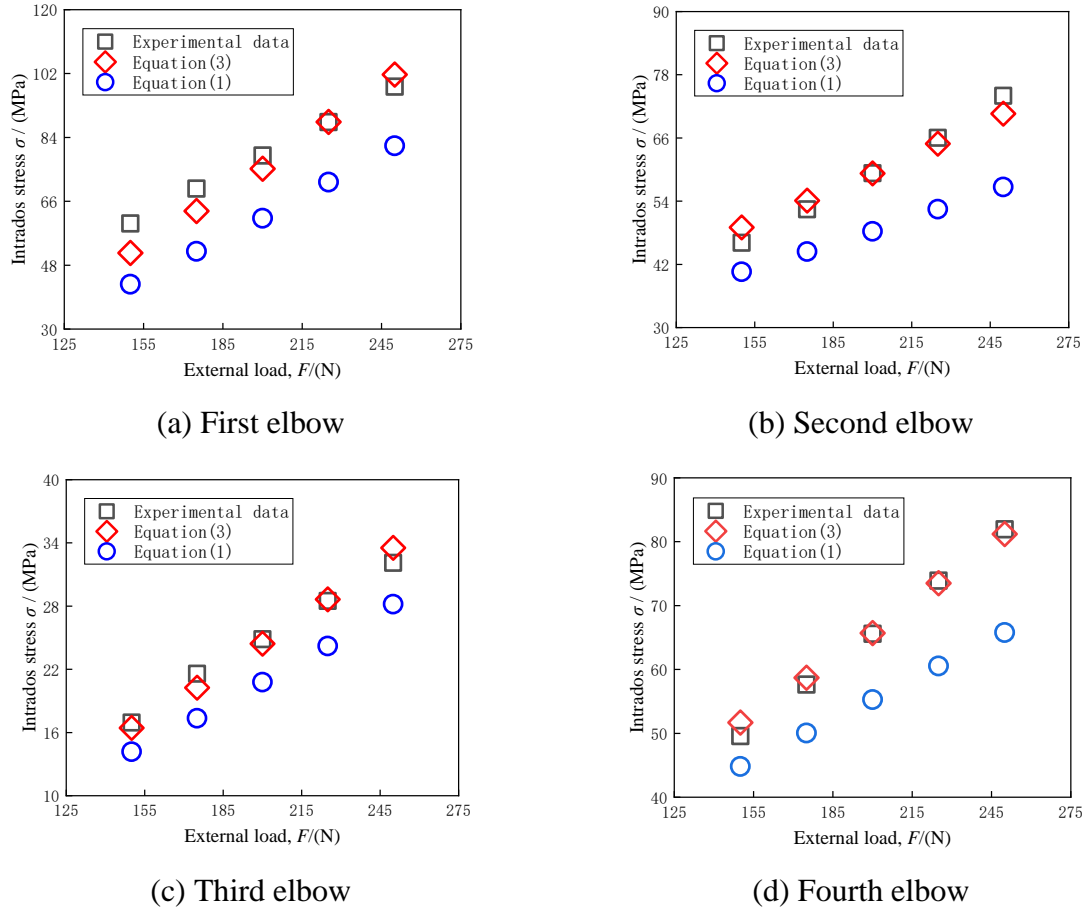 120
102
84
66
48
30
Intrados stress σ / (MPa)
Experimental data
Equation(3)
Equation(1)
125 155 185 215 245 275
External load, F/(N)
(a) First elbow
90
78
66
54
42
30
Intrados stress σ / (MPa)
Experimental data
Equation(3)
Equation(1)
125 155 185 215 245 275
External load, F/(N)
(b) Second elbow
40
34
28
22
16
10
Intrados stress σ / (MPa)
Experimental data
Equation(3)
Equation(1)
125 155 185 215 245 275
External load, F/(N)
(c) Third elbow
90
80
70
60
50
40
Intrados stress σ / (MPa)
Experimental data
Equation(3)
Equation(1)
125 155 185 215 245 275
External load, F/(N)
(d) Fourth elbow